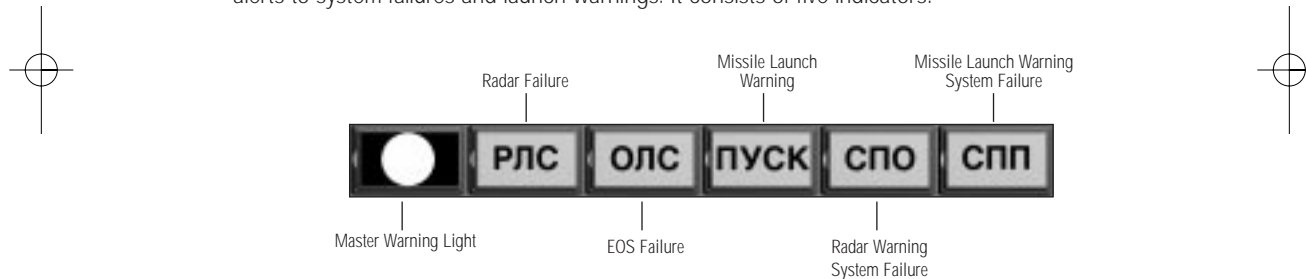 alerts to system failures and launch warnings. It consists of five indicators:
Missile Launch
Warning
Missile Launch Warning
System Failure
Radar Failure
РЛС ОЛС ПУСК СПО СПП
Master Warning Light
EOS Failure
Radar Warning
System Failure